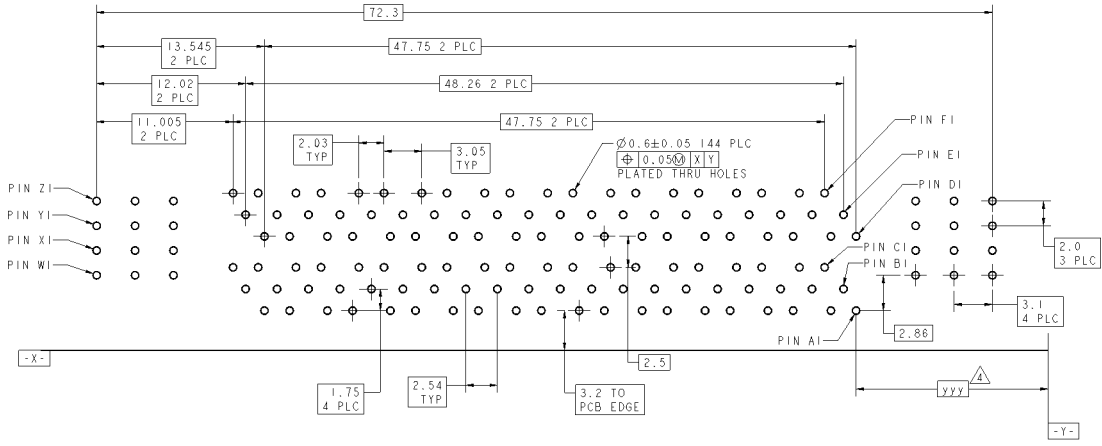 72.3
13.545
2 PLC
47.75 2 PLC
12.02
2 PLC
48.26 2 PLC
11.005
2 PLC
47.75 2 PLC
2.03
TYP
3.05
TYP
Ø0.6±0.05 144 PLC
⌖ 0.05Ⓜ X Y
PLATED THRU HOLES
PIN F1
PIN E1
PIN D1
PIN Z1
PIN Y1
PIN X1
PIN W1
PIN C1
PIN B1
PIN A1
2.0
3 PLC
3.1
4 PLC
2.86
-X-
2.5
1.75
4 PLC
2.54
TYP
3.2 TO
PCB EDGE
yyy
4
-Y-